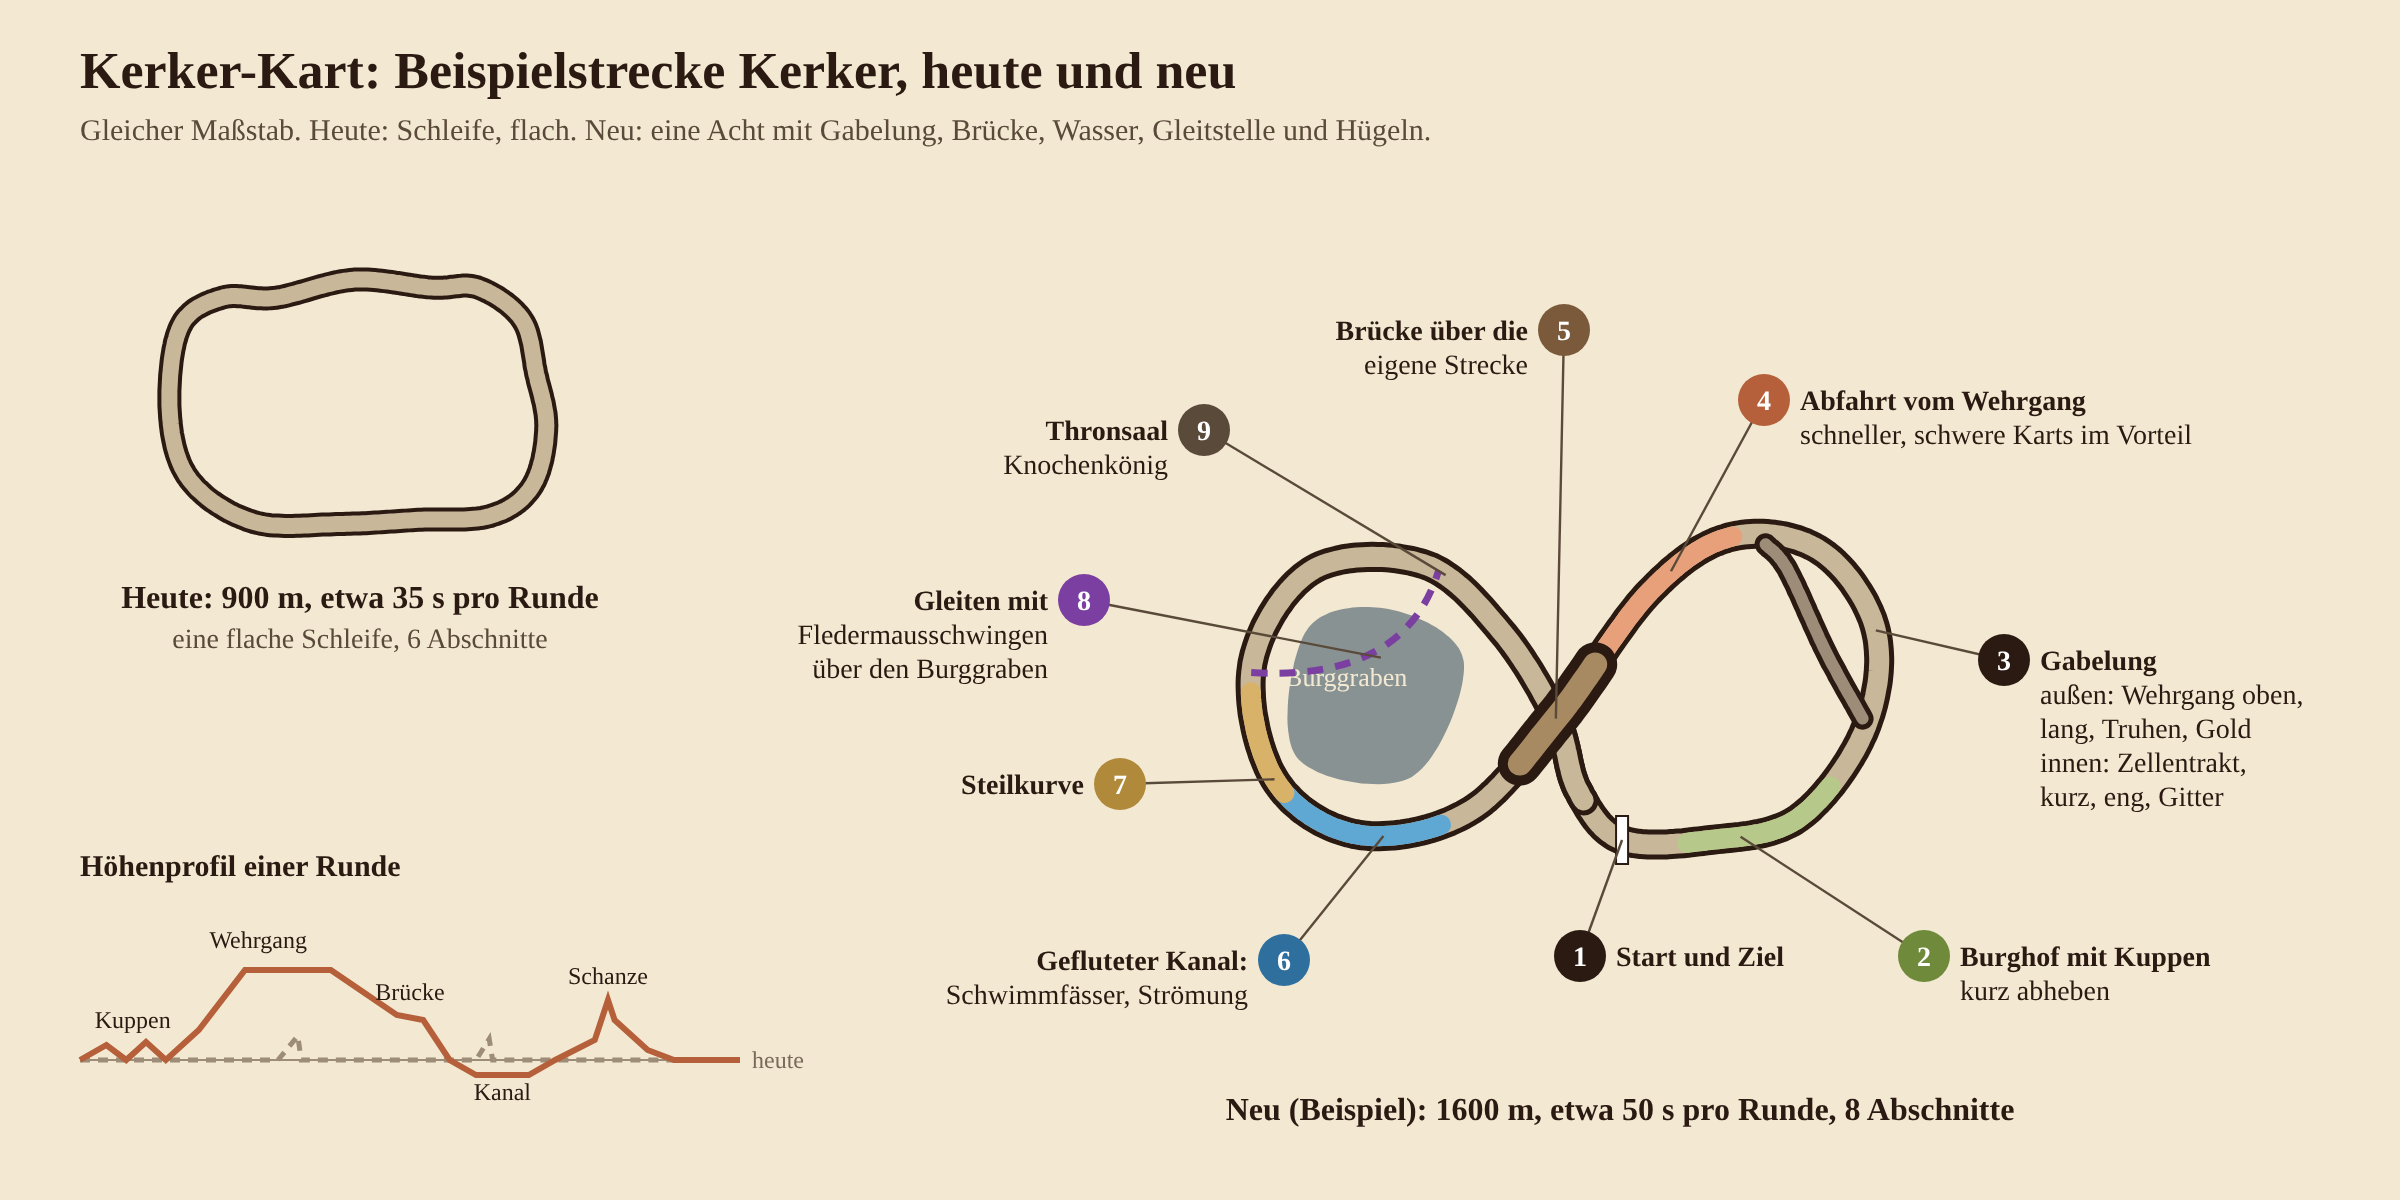 Kerker-Kart: Beispielstrecke Kerker, heute und neu
Gleicher Maßstab. Heute: Schleife, flach. Neu: eine Acht mit Gabelung, Brücke, Wasser, Gleitstelle und Hügeln.
Heute: 900 m, etwa 35 s pro Runde
eine flache Schleife, 6 Abschnitte
Höhenprofil einer Runde
Wehrgang
Schanze
Brücke
Kuppen
heute
Kanal
Brücke über die
eigene Strecke
5
4
Abfahrt vom Wehrgang
schneller, schwere Karts im Vorteil
Thronsaal
Knochenkönig
9
Gleiten mit
Fledermausschwingen
über den Burggraben
8
Burggraben
3
Gabelung
außen: Wehrgang oben,
lang, Truhen, Gold
innen: Zellentrakt,
kurz, eng, Gitter
Steilkurve
7
Gefluteter Kanal:
Schwimmfässer, Strömung
6
1
Start und Ziel
2
Burghof mit Kuppen
kurz abheben
Neu (Beispiel): 1600 m, etwa 50 s pro Runde, 8 Abschnitte